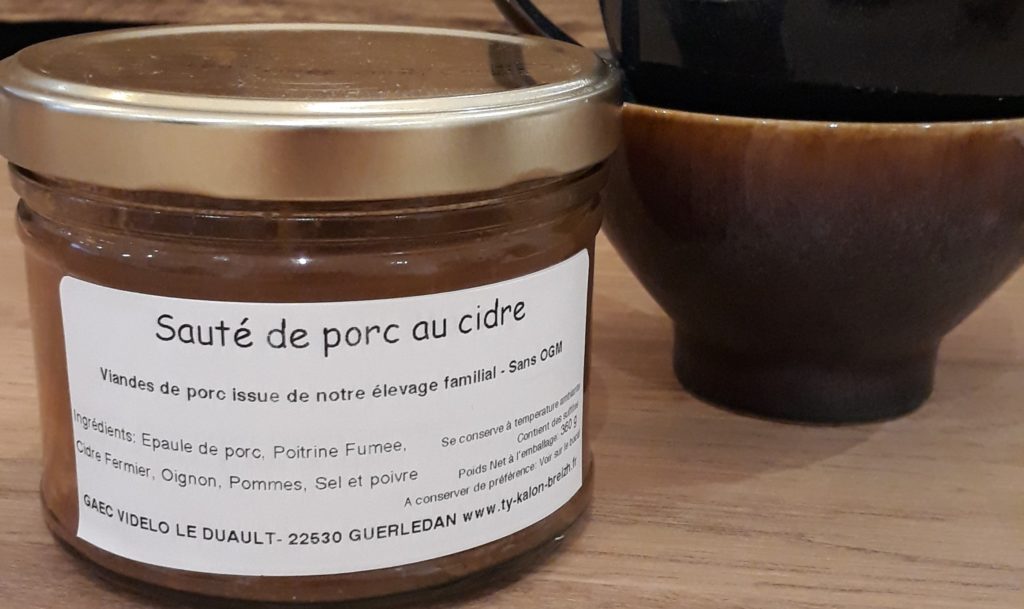 Sauté de porc au cidre
Viandes de porc issue de notre élevage familial - Sans OGM
Ingrédients: Epaule de porc, Poitrine Fumee,
Cidre Fermier, Oignon, Pommes, Sel et poivre
Se conserve à température ambiante
Contient des sulfites
Poids Net à l'emballage: 360 g
A conserver de préférence: Voir sur le bocal
GAEC VIDELO LE DUAULT- 22530 GUERLEDAN www.ty-kalon-breizh.fr